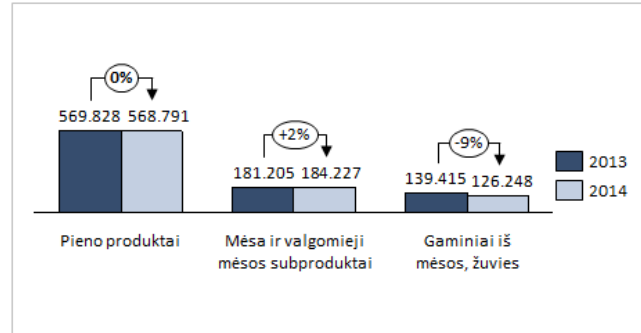 0%
+2%
-9%
569.828 568.791
181.205 184.227
139.415 126.248
2013
2014
Pieno produktai
Mėsa ir valgomieji
mėsos subproduktai
Gaminiai iš
mėsos, žuvies